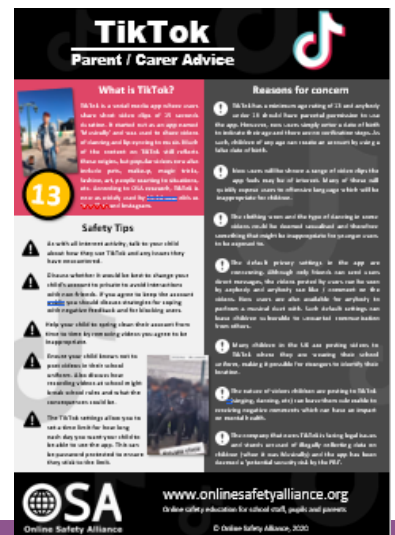 TikTok
Parent / Carer Advice
What is TikTok?
TikTok is a social media app where users
share short video clips of 15 seconds
duration. It started out as an app named
'Musically' and was used to share videos
of dancing and lip syncing to music. Much
of the content on TikTok still reflects
these origins, but popular videos now also
include pets, makeup, magic tricks,
fashion, art, people reacting to situations,
etc. According to OSA research, TikTok is
now as widely used by
and Instagram.
13
Safety Tips
As with all internet activity, talk to your child
about how they use TikTok and any issues they
have encountered.
Discuss whether it would be best to change your
child's account to private to avoid interactions
with non-friends. If you agree to keep the account
you should discuss strategies for coping
with negative feedback and for blocking users.
Help your child to spring clean their account from
time to time by removing videos you agree to be
inappropriate.
Ensure your child knows not to
post videos in their school
uniform. Also discuss how
recording videos at school might
break school rules and what the
consequences could be.
The TikTok settings allow you to
set a time limit for how long
each day you want your child to
be able to use the app. This can
be password protected to ensure
they stick to the limit.
Reasons for concern
TikTok has a minimum age rating of 13 and anybody
under 18 should have parental permission to use
the app. However, new users simply enter a date of birth
to indicate their age and there are no verification steps. As
such, children of any age can create an account by using a
false date of birth.
New users will be shown a range of video clips the
app feels may be of interest. Many of these will
quickly expose users to offensive language which will be
inappropriate for children.
The clothing worn and the type of dancing in some
videos could be deemed sexualised and therefore
something that might be inappropriate for younger users
to be exposed to.
The default privacy settings in the app are
concerning. Although only friends can send users
direct messages, the videos posted by users can be seen
by anybody and anybody can like / comment on the
videos. New users are also available for anybody to
perform a musical duet with. Such default settings can
leave children vulnerable to unwanted communication
from others.
Many children in the UK are posting videos to
TikTok where they are wearing their school
uniform, making it possible for strangers to identify their
location.
The nature of videos children are posting to TikTok
(singing, dancing, etc) can leave them vulnerable to
receiving negative comments which can have an impact
on mental health.
The company that owns TikTok is facing legal issues
and stands accused of illegally collecting data on
children (when it was Musically) and the app has been
deemed a 'potential security risk by the FBI'.
OSA
Online Safety Alliance
www.onlinesafetyalliance.org
Online safety education for school staff, pupils and parents
© Online Safety Alliance, 2020